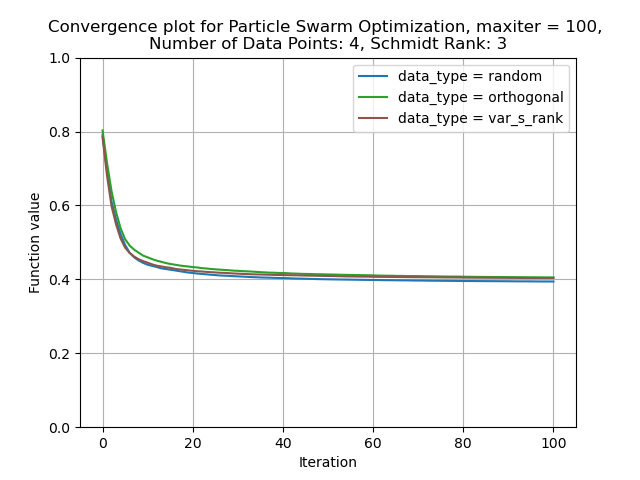 Convergence plot for Particle Swarm Optimization, maxiter = 100,
Number of Data Points: 4, Schmidt Rank: 3
data_type = random
data_type = orthogonal
data_type = var_s_rank
Function value
1.0
0.8
0.6
0.4
0.2
0.0
0 20 40 60 80 100
Iteration